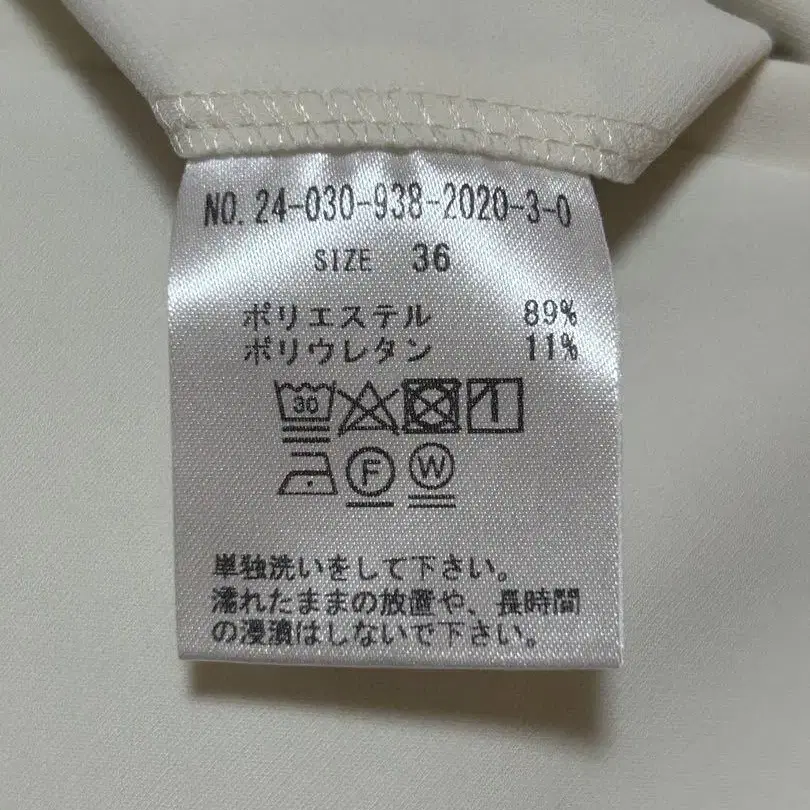 NO. 24-030-938-2020-3-0
SIZE 36
ポリエステル 89%
ポリウレタン 11%
30
F W
単独洗いをして下さい。
濡れたままの放置や、長時間
の浸漬はしないで下さい。